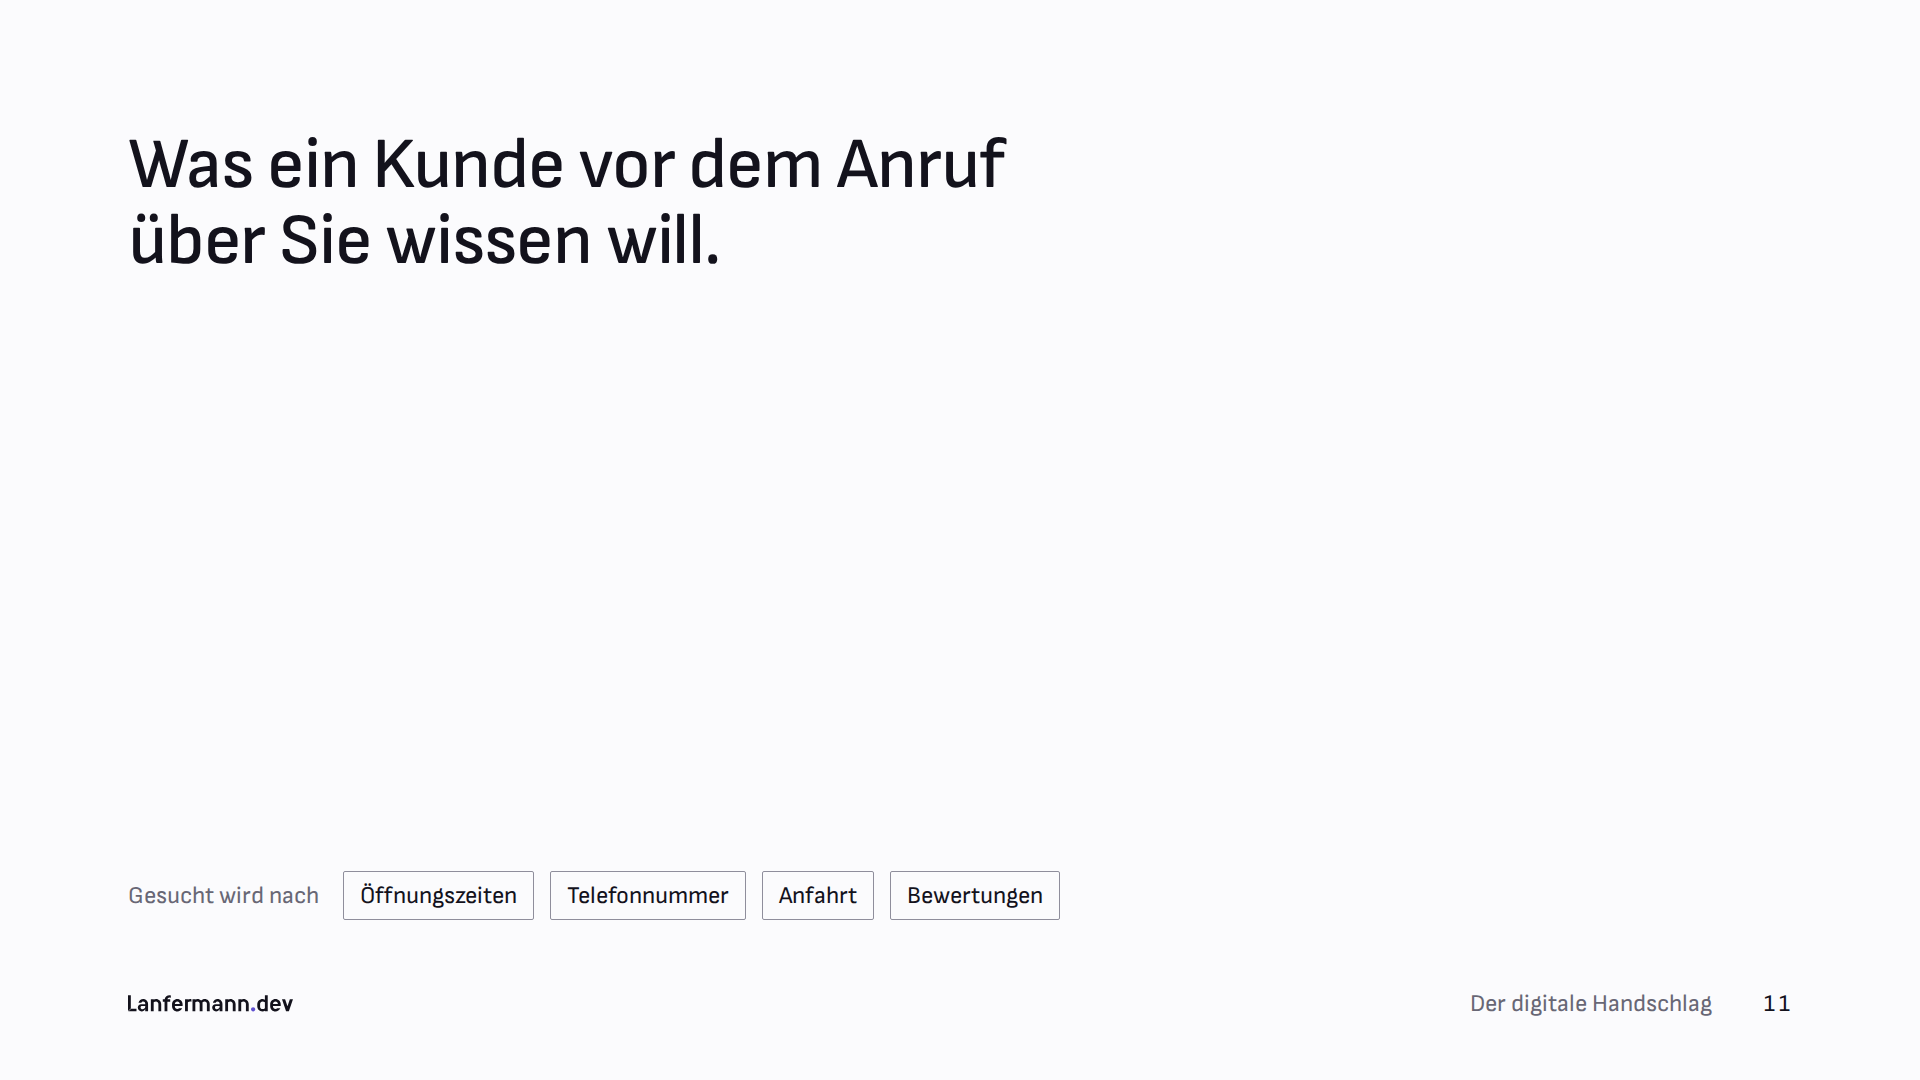 Was ein Kunde vor dem Anruf
über Sie wissen will.
Gesucht wird nach Öffnungszeiten Telefonnummer Anfahrt Bewertungen
Lanfermann.dev Der digitale Handschlag 11